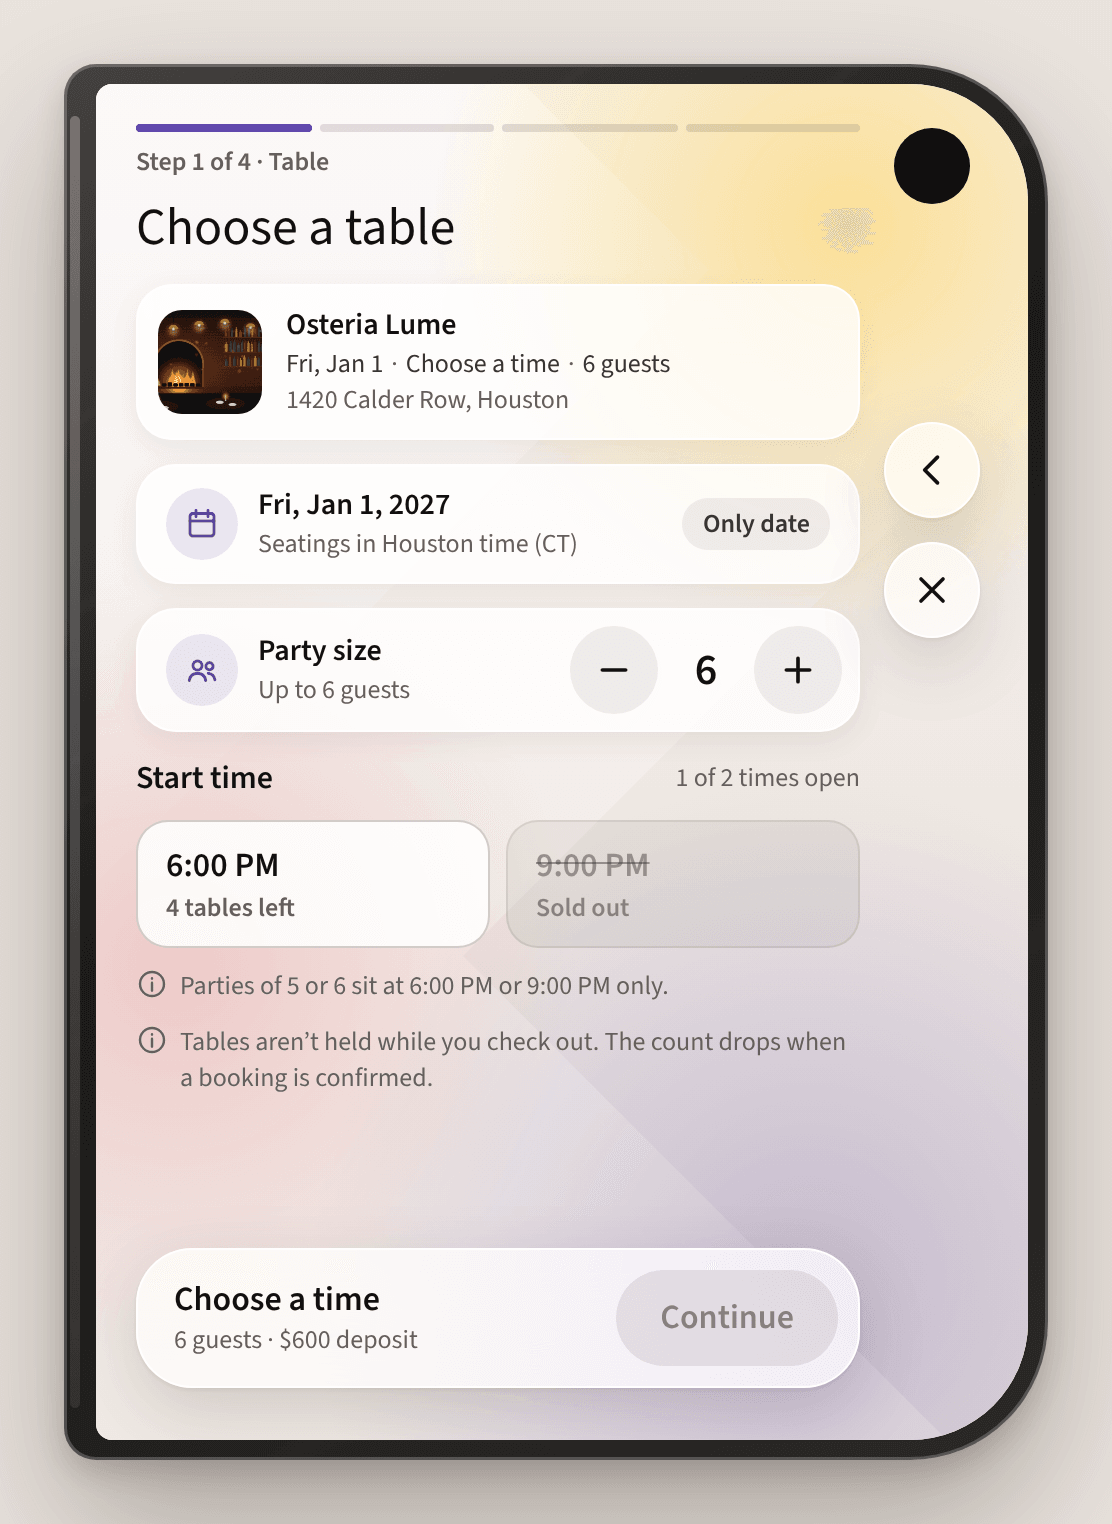 Step 1 of 4 · Table
Choose a table
Osteria Lume
Fri, Jan 1 · Choose a time · 6 guests
1420 Calder Row, Houston
Fri, Jan 1, 2027
Seatings in Houston time (CT)
Only date
Party size
Up to 6 guests
6
Start time
1 of 2 times open
6:00 PM
4 tables left
9:00 PM
Sold out
Parties of 5 or 6 sit at 6:00 PM or 9:00 PM only.
Tables aren’t held while you check out. The count drops when
a booking is confirmed.
Choose a time
6 guests · $600 deposit
Continue